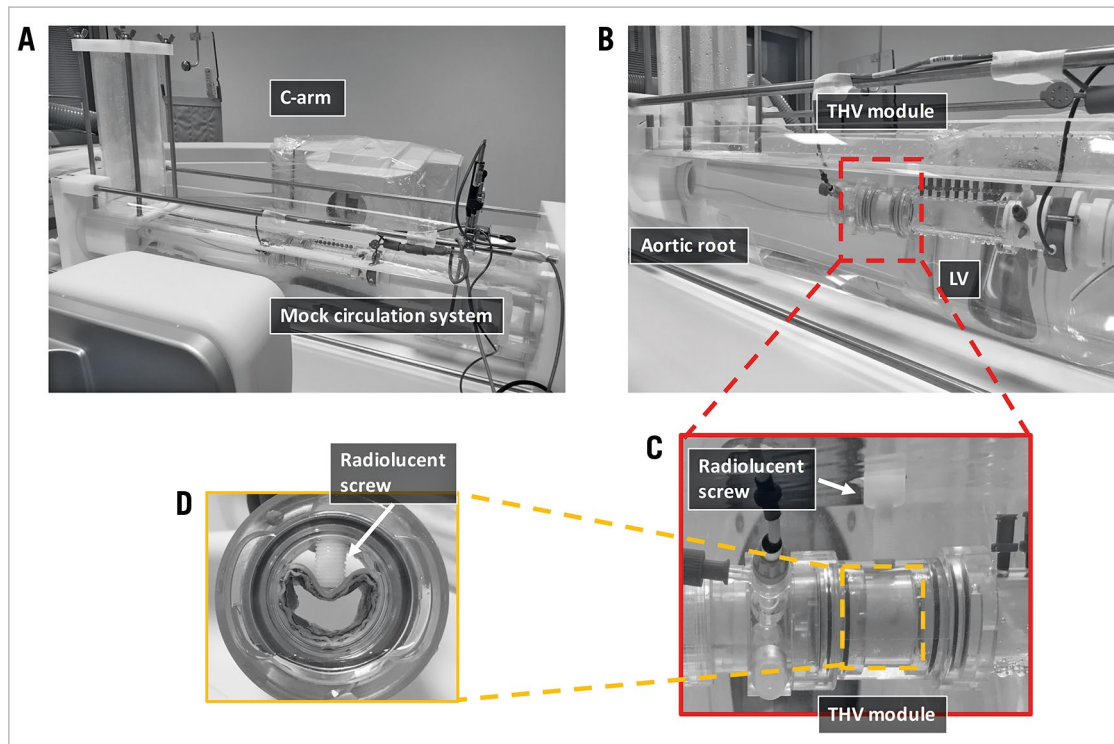 A
C-arm
Mock circulation system
B
THV module
Aortic root
LV
C
Radiolucent
screw
THV module
D
Radiolucent
screw